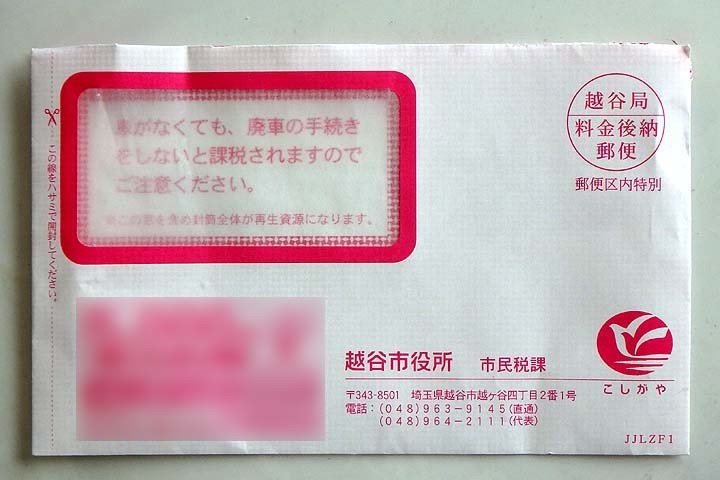 車がなくても、廃車の手続き
をしないと課税されますので
ご注意ください。
※この窓を含め封筒全体が再生資源になります。
越谷局
料金後納
郵便
郵便区内特別
この線をハサミで開封してください。
越谷市役所 市民税課
〒343-8501 埼玉県越谷市越ヶ谷四丁目2番1号
電話:(048)963-9145(直通)
(048)964-2111(代表)
こしがや
JJLZF1